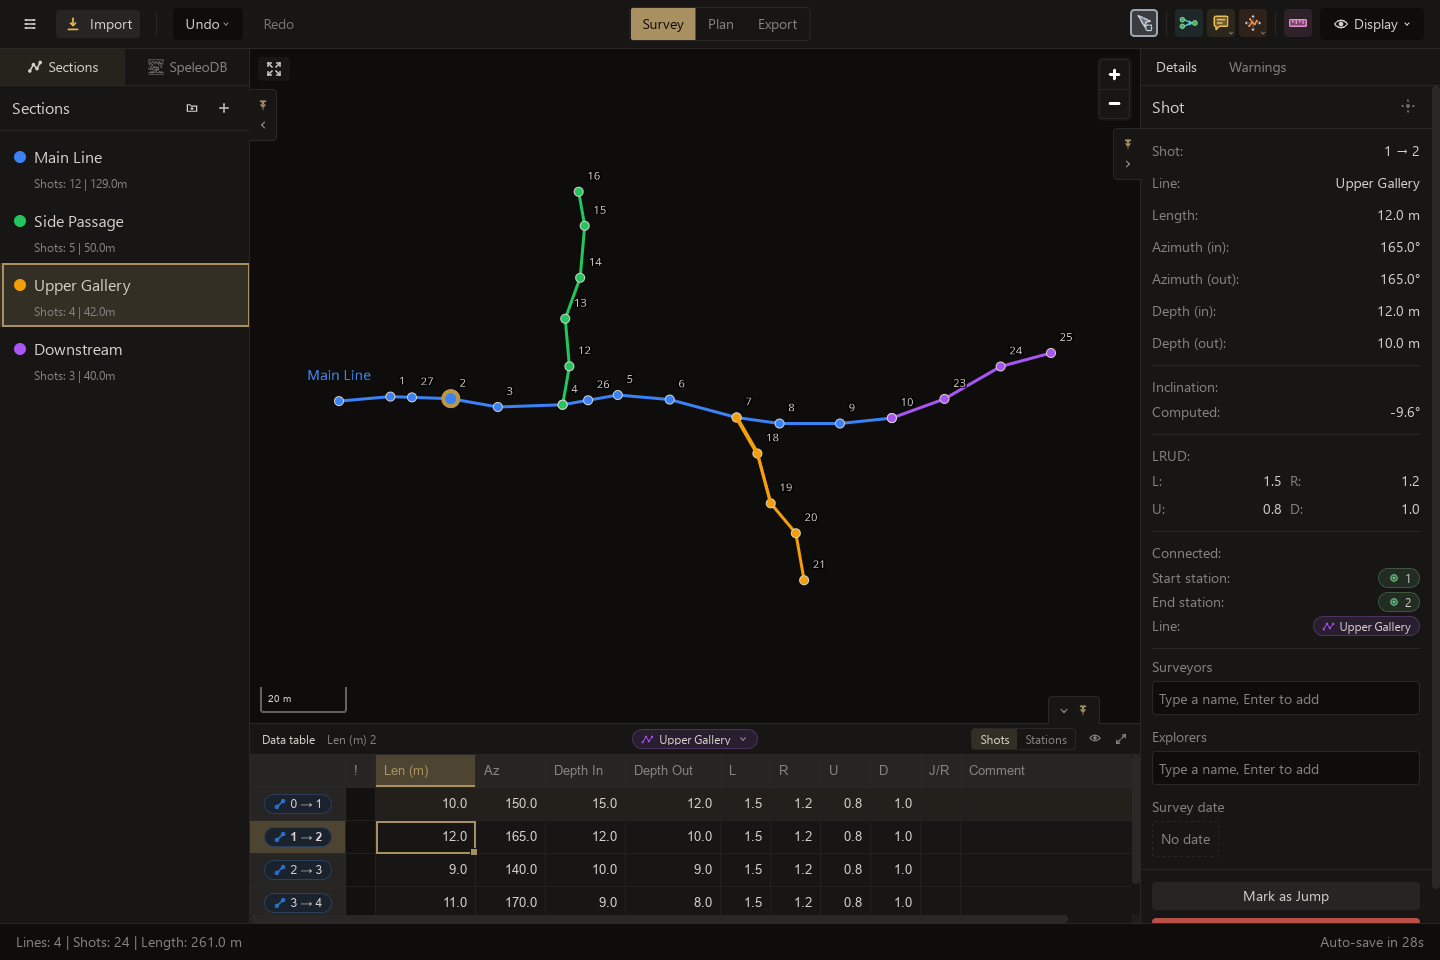 Import
Undo
Redo
Survey
Plan
Export
Display
Sections
SpeleoDB
Sections
Main Line
Shots: 12 | 129.0m
Side Passage
Shots: 5 | 50.0m
Upper Gallery
Shots: 4 | 42.0m
Downstream
Shots: 3 | 40.0m
16
15
14
13
12
Main Line
1
27
2
3
4
26
5
6
7
8
9
10
23
24
25
18
19
20
21
20 m
Details
Warnings
Shot
Shot: 1 → 2
Line: Upper Gallery
Length: 12.0 m
Azimuth (in): 165.0°
Azimuth (out): 165.0°
Depth (in): 12.0 m
Depth (out): 10.0 m
Inclination:
Computed: -9.6°
LRUD:
L: 1.5 R: 1.2
U: 0.8 D: 1.0
Connected:
Start station: 1
End station: 2
Line: Upper Gallery
Surveyors
Type a name, Enter to add
Explorers
Type a name, Enter to add
Survey date
No date
Mark as Jump
Data table Len (m) 2 Upper Gallery Shots Stations
! Len (m) Az Depth In Depth Out L R U D J/R Comment
0 → 1 10.0 150.0 15.0 12.0 1.5 1.2 0.8 1.0
1 → 2 12.0 165.0 12.0 10.0 1.5 1.2 0.8 1.0
2 → 3 9.0 140.0 10.0 9.0 1.5 1.2 0.8 1.0
3 → 4 11.0 170.0 9.0 8.0 1.5 1.2 0.8 1.0
Lines: 4 | Shots: 24 | Length: 261.0 m
Auto-save in 28s